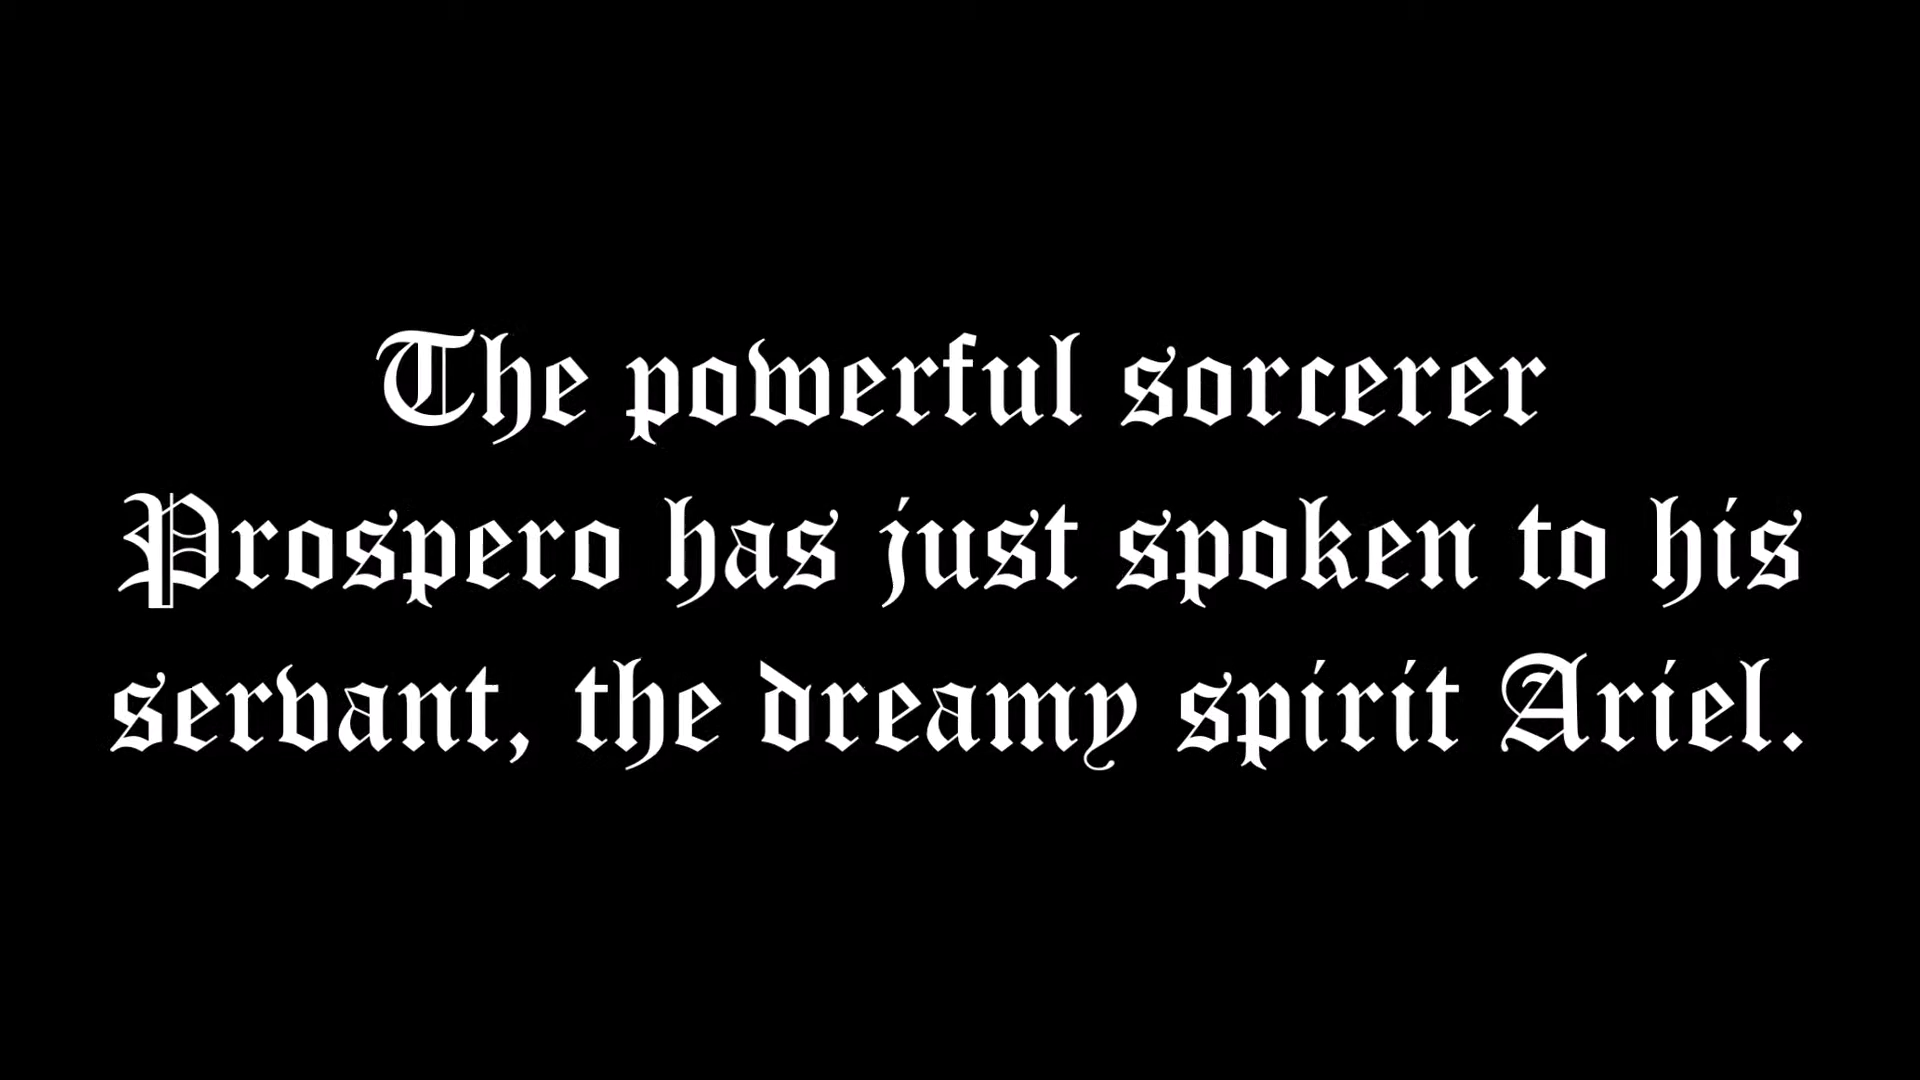 The powerful sorcerer
Prospero has just spoken to his
servant, the dreamy spirit Ariel.